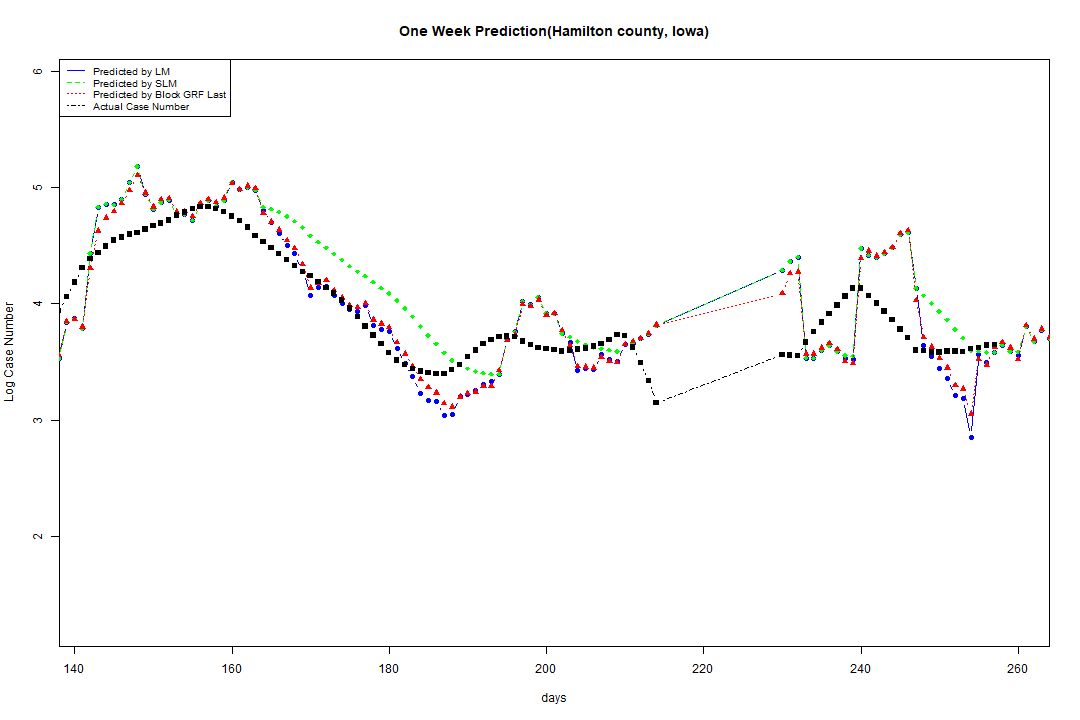 One Week Prediction(Hamilton county, Iowa)
Predicted by LM
Predicted by SLM
Predicted by Block GRF Last
Actual Case Number
6
5
4
3
2
Log Case Number
140 160 180 200 220 240 260
days